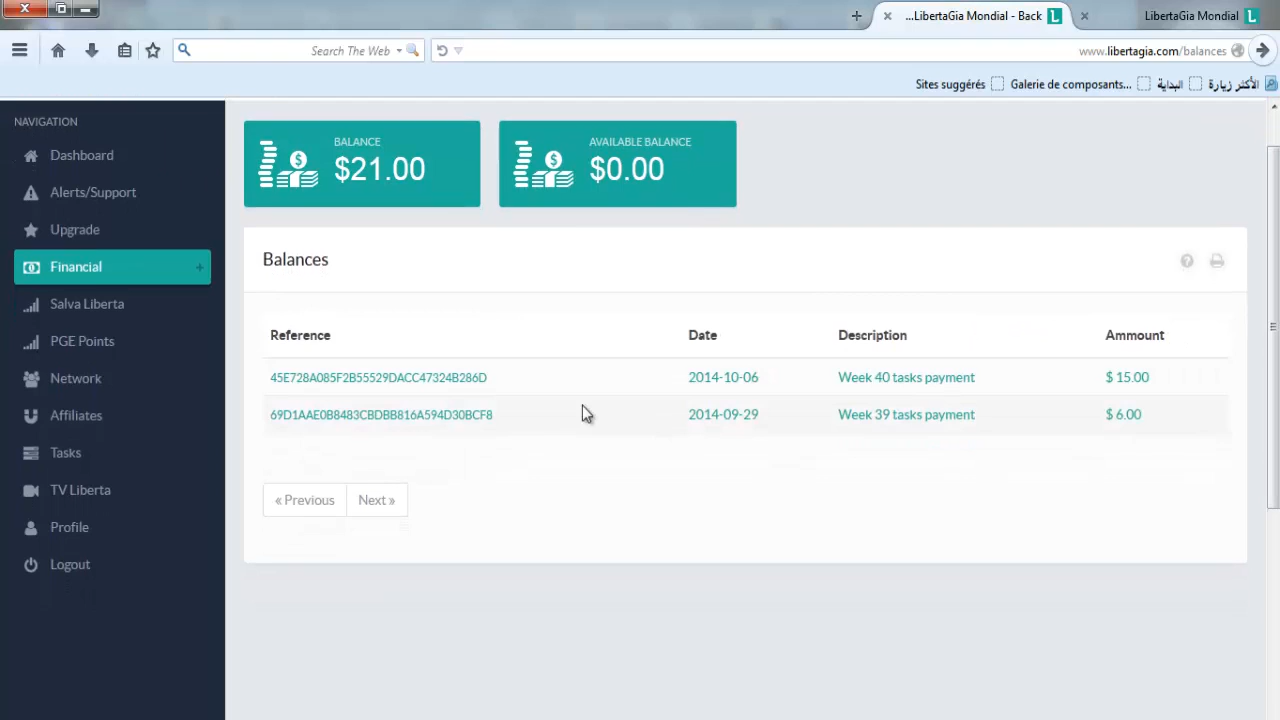 ...LibertaGia Mondial - Back
LibertaGia Mondial
Search The Web
www.libertagia.com/balances
Sites suggérés
Galerie de composants...
البداية
الأكثر زيارة
NAVIGATION
Dashboard
Alerts/Support
Upgrade
Financial +
Salva Liberta
PGE Points
Network
Affiliates
Tasks
TV Liberta
Profile
Logout
BALANCE
$21.00
AVAILABLE BALANCE
$0.00
Balances
Reference Date Description Ammount
45E728A085F2B55529DACC47324B286D 2014-10-06 Week 40 tasks payment $ 15.00
69D1AAE0B8483CBDBB816A594D30BCF8 2014-09-29 Week 39 tasks payment $ 6.00
« Previous Next »